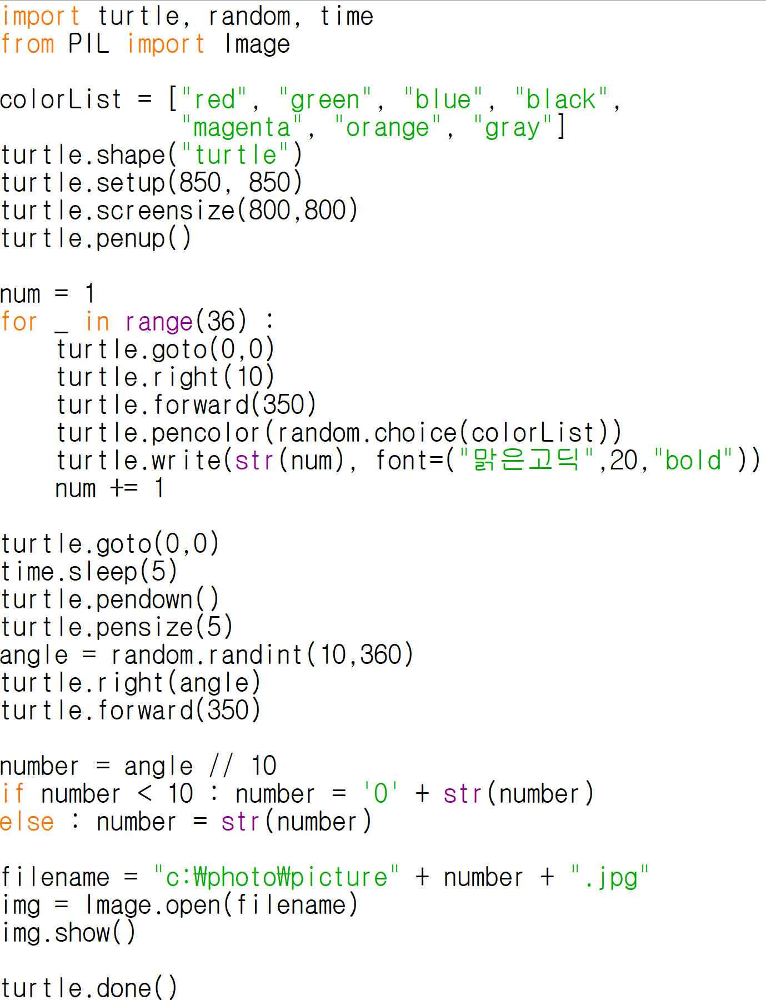 import turtle, random, time
from PIL import Image
colorList = ["red", "green", "blue", "black",
"magenta", "orange", "gray"]
turtle.shape("turtle")
turtle.setup(850, 850)
turtle.screensize(800,800)
turtle.penup()
num = 1
for _ in range(36) :
turtle.goto(0,0)
turtle.right(10)
turtle.forward(350)
turtle.pencolor(random.choice(colorList))
turtle.write(str(num), font=("맑은고딕",20,"bold"))
num += 1
turtle.goto(0,0)
time.sleep(5)
turtle.pendown()
turtle.pensize(5)
angle = random.randint(10,360)
turtle.right(angle)
turtle.forward(350)
number = angle // 10
if number < 10 : number = '0' + str(number)
else : number = str(number)
filename = "c:₩photo₩picture" + number + ".jpg"
img = Image.open(filename)
img.show()
turtle.done()